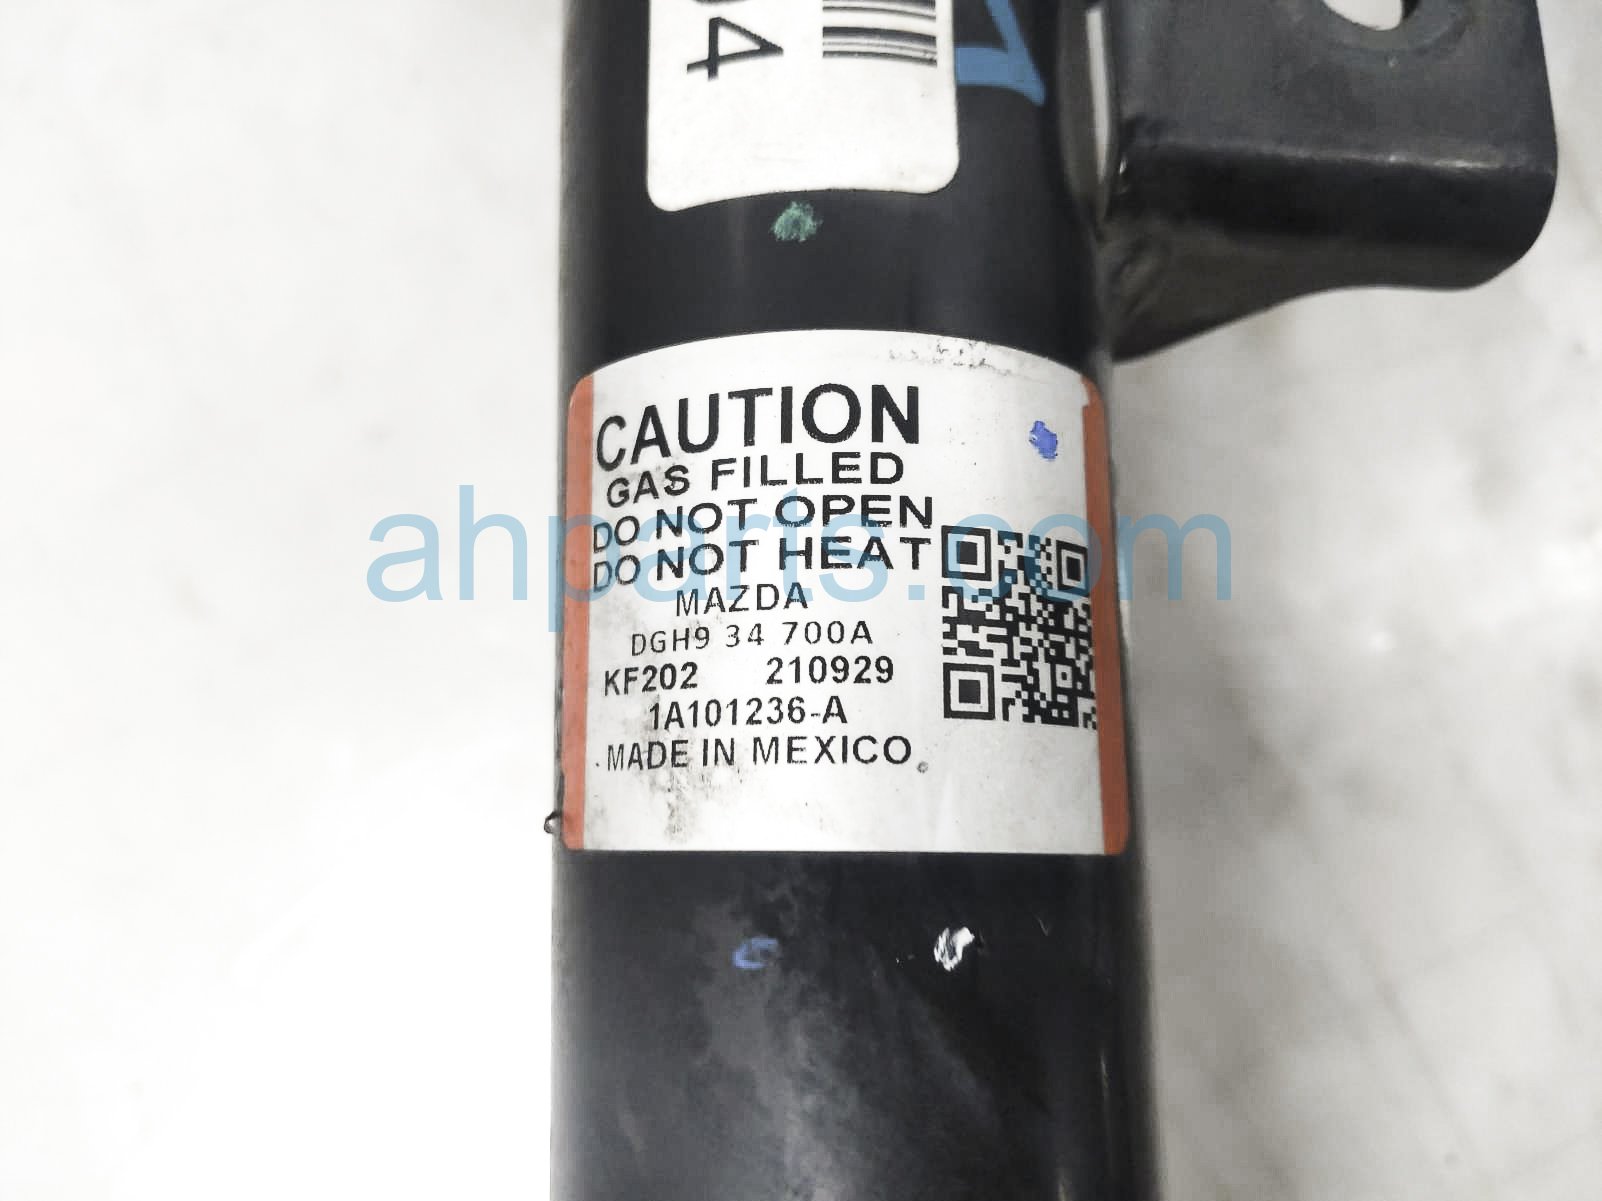 94
CAUTION
GAS FILLED
DO NOT OPEN
DO NOT HEAT
MAZDA
DGH9 34 700A
KF202 210929
1A101236-A
MADE IN MEXICO
ahparts.com